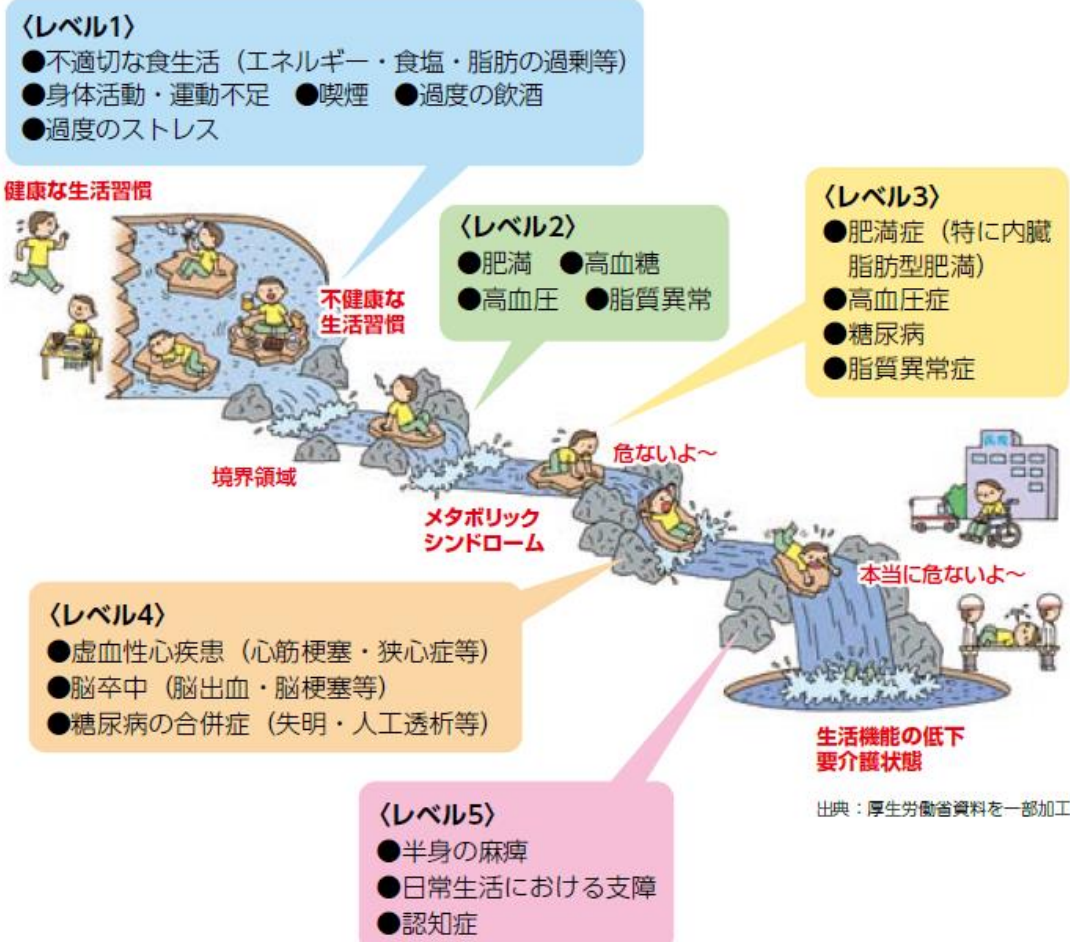 〈レベル1〉
●不適切な食生活(エネルギー・食塩・脂肪の過剰等)
●身体活動・運動不足 ●喫煙 ●過度の飲酒
●過度のストレス
健康な生活習慣
不健康な
生活習慣
〈レベル2〉
●肥満 ●高血糖
●高血圧 ●脂質異常
〈レベル3〉
●肥満症(特に内臓
脂肪型肥満)
●高血圧症
●糖尿病
●脂質異常症
境界領域
メタボリック
シンドローム
危ないよ~
病院
本当に危ないよ~
〈レベル4〉
●虚血性心疾患(心筋梗塞・狭心症等)
●脳卒中(脳出血・脳梗塞等)
●糖尿病の合併症(失明・人工透析等)
生活機能の低下
要介護状態
出典:厚生労働省資料を一部加工
〈レベル5〉
●半身の麻痺
●日常生活における支障
●認知症